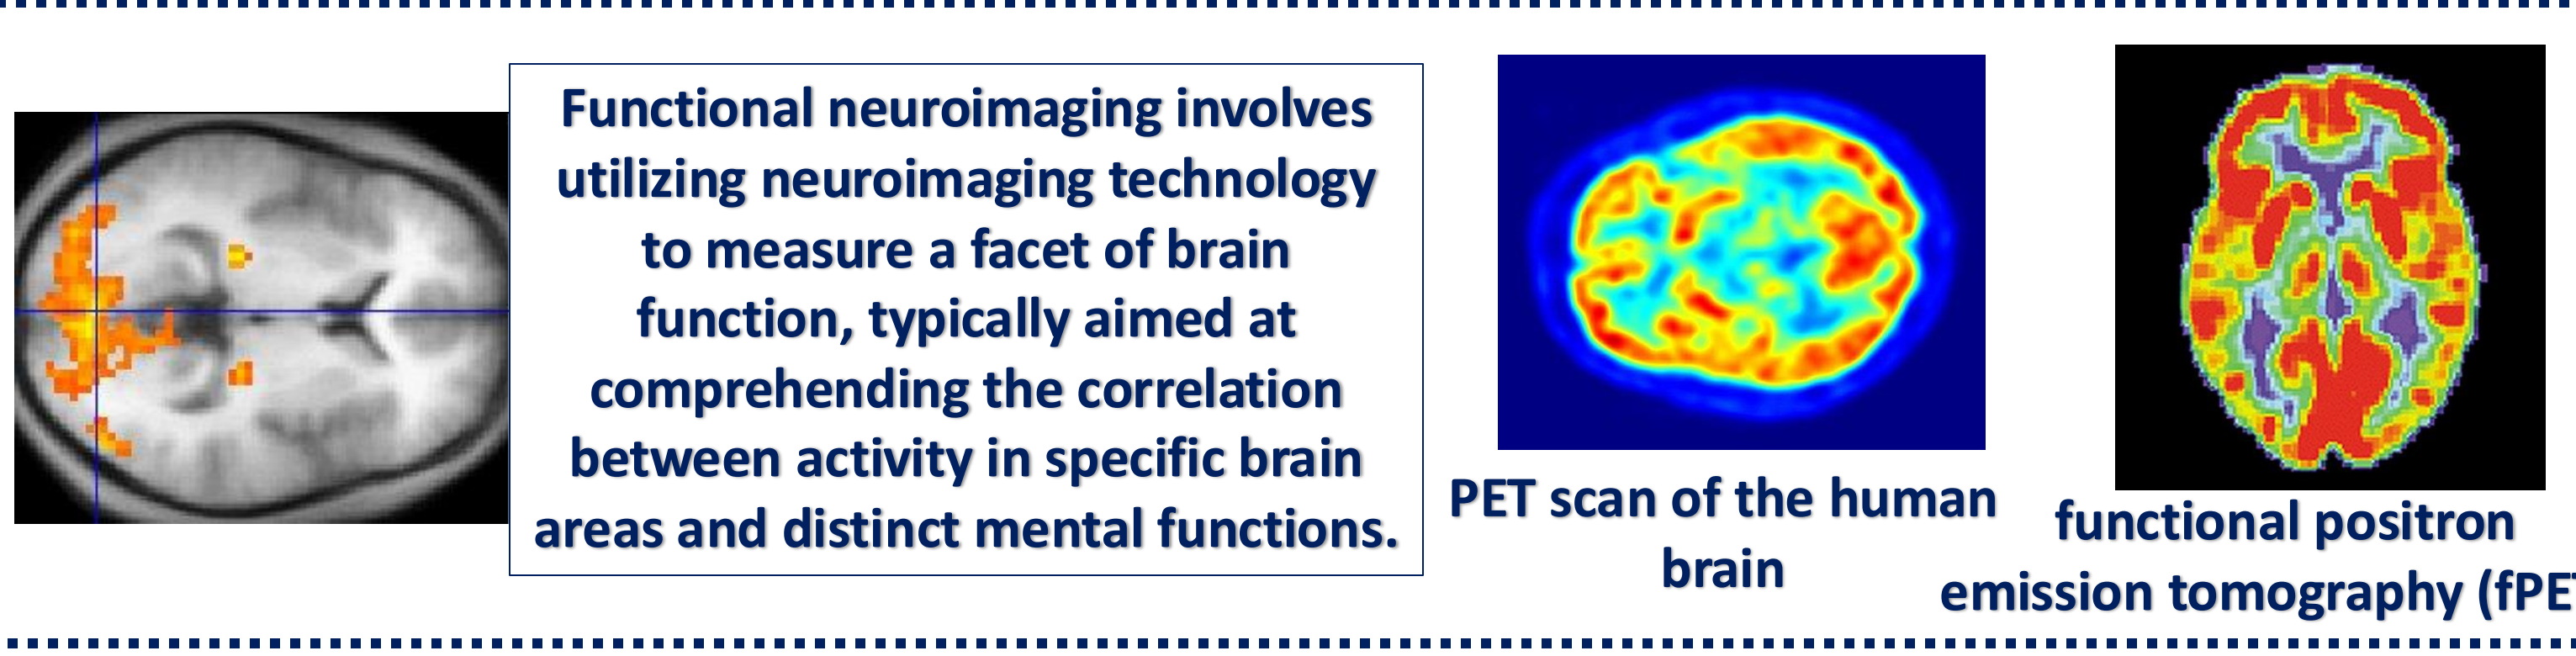 Functional neuroimaging involves
utilizing neuroimaging technology
to measure a facet of brain
function, typically aimed at
comprehending the correlation
between activity in specific brain
areas and distinct mental functions.
PET scan of the human
brain
functional positron
emission tomography (fPET